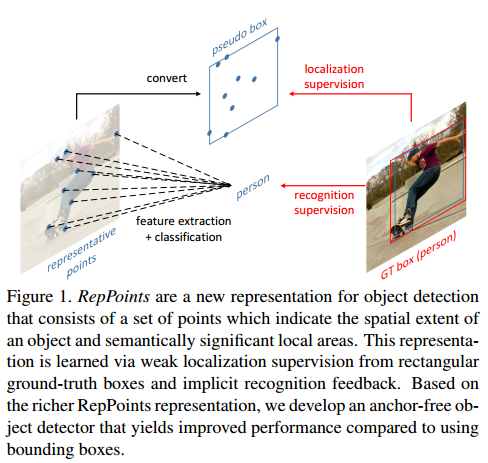 pseudo box
convert
localization
supervision
person
recognition
supervision
feature extraction
+ classification
representative
points
GT box (person)
Figure 1. RepPoints are a new representation for object detection
that consists of a set of points which indicate the spatial extent
of an object and semantically significant local areas. This representa-
tion is learned via weak localization supervision from rectangular
ground-truth boxes and implicit recognition feedback. Based on
the richer RepPoints representation, we develop an anchor-free ob-
ject detector that yields improved performance compared to using
bounding boxes.